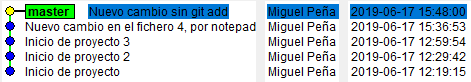 master Nuevo cambio sin git add Miguel Peña 2019-06-17 15:48:00
Nuevo cambio en el fichero 4, por notepad Miguel Peña 2019-06-17 15:36:53
Inicio de proyecto 3 Miguel Peña 2019-06-17 12:59:54
Inicio de proyecto 2 Miguel Peña 2019-06-17 12:29:42
Inicio de proyecto Miguel Peña 2019-06-17 12:19:15